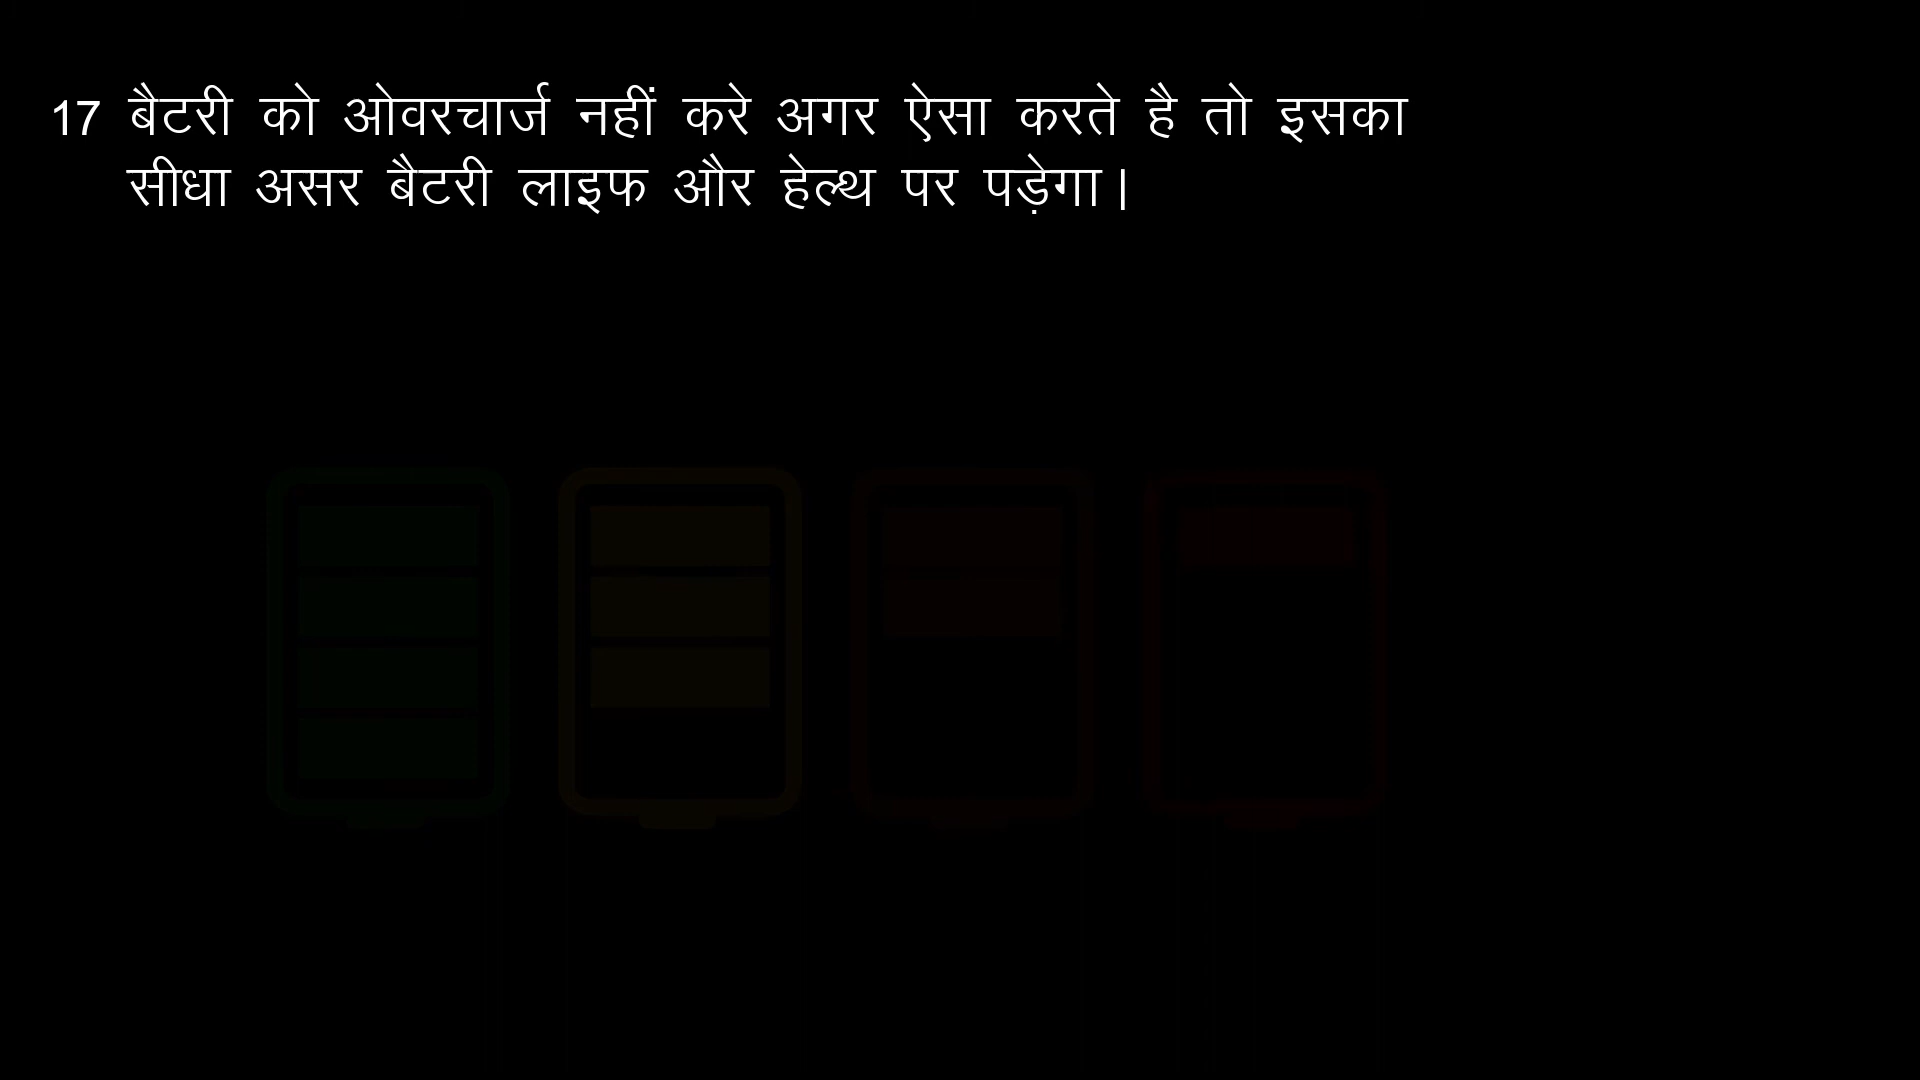 17 बैटरी को ओवरचार्ज नहीं करे अगर ऐसा करते है तो इसका
सीधा असर बैटरी लाइफ और हेल्थ पर पड़ेगा।